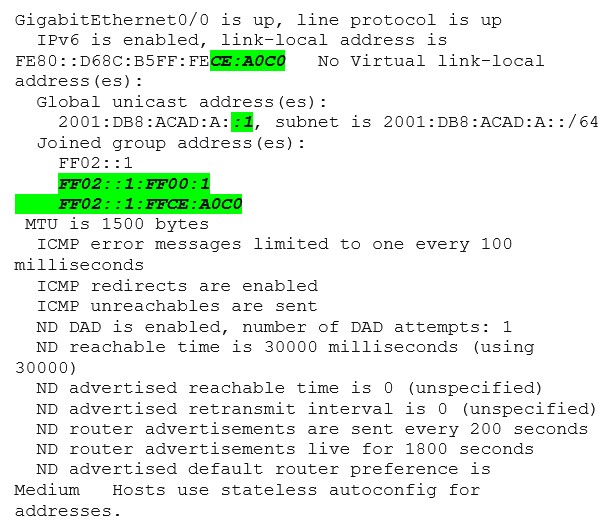 GigabitEthernet0/0 is up, line protocol is up
IPv6 is enabled, link-local address is
FE80::D68C:B5FF:FECE:A0C0   No Virtual link-local
address(es):
Global unicast address(es):
2001:DB8:ACAD:A::1, subnet is 2001:DB8:ACAD:A::/64
Joined group address(es):
FF02::1
FF02::1:FF00:1
FF02::1:FFCE:A0C0
MTU is 1500 bytes
ICMP error messages limited to one every 100
milliseconds
ICMP redirects are enabled
ICMP unreachables are sent
ND DAD is enabled, number of DAD attempts: 1
ND reachable time is 30000 milliseconds (using
30000)
ND advertised reachable time is 0 (unspecified)
ND advertised retransmit interval is 0 (unspecified)
ND router advertisements are sent every 200 seconds
ND router advertisements live for 1800 seconds
ND advertised default router preference is
Medium   Hosts use stateless autoconfig for
addresses.